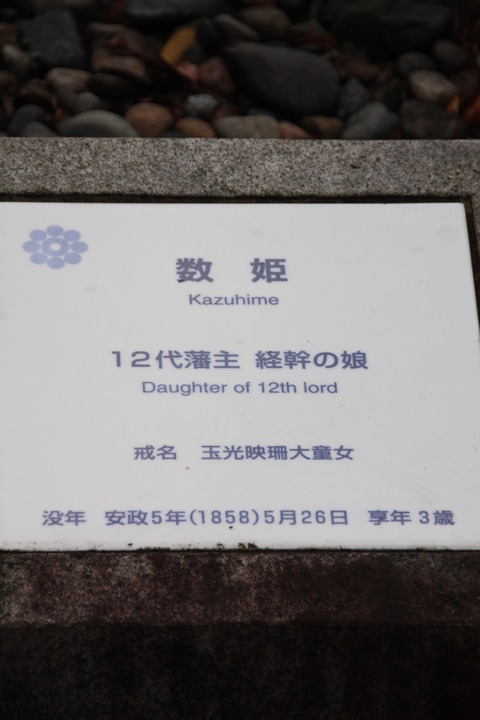 数 姫
Kazuhime
12代藩主 経幹の娘
Daughter of 12th lord
戒名 玉光映珊大童女
没年 安政5年(1858)5月26日 享年3歳